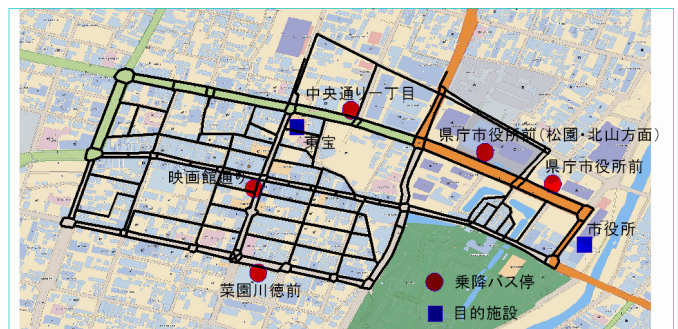 中央通り一丁目
県庁市役所前(松園・北山方面)
東宝
県庁市役所前
映画館通り
市役所
菜園川徳前
乗降バス停
目的施設